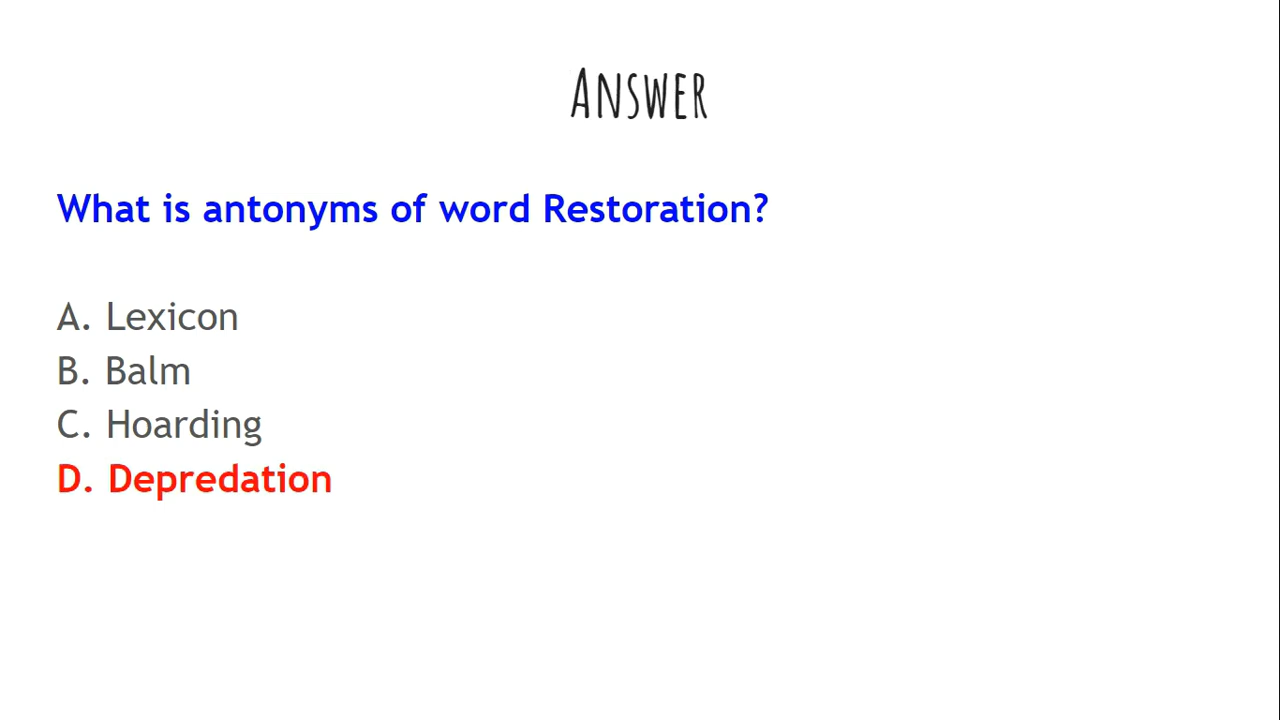 Answer
What is antonyms of word Restoration?
A. Lexicon
B. Balm
C. Hoarding
D. Depredation